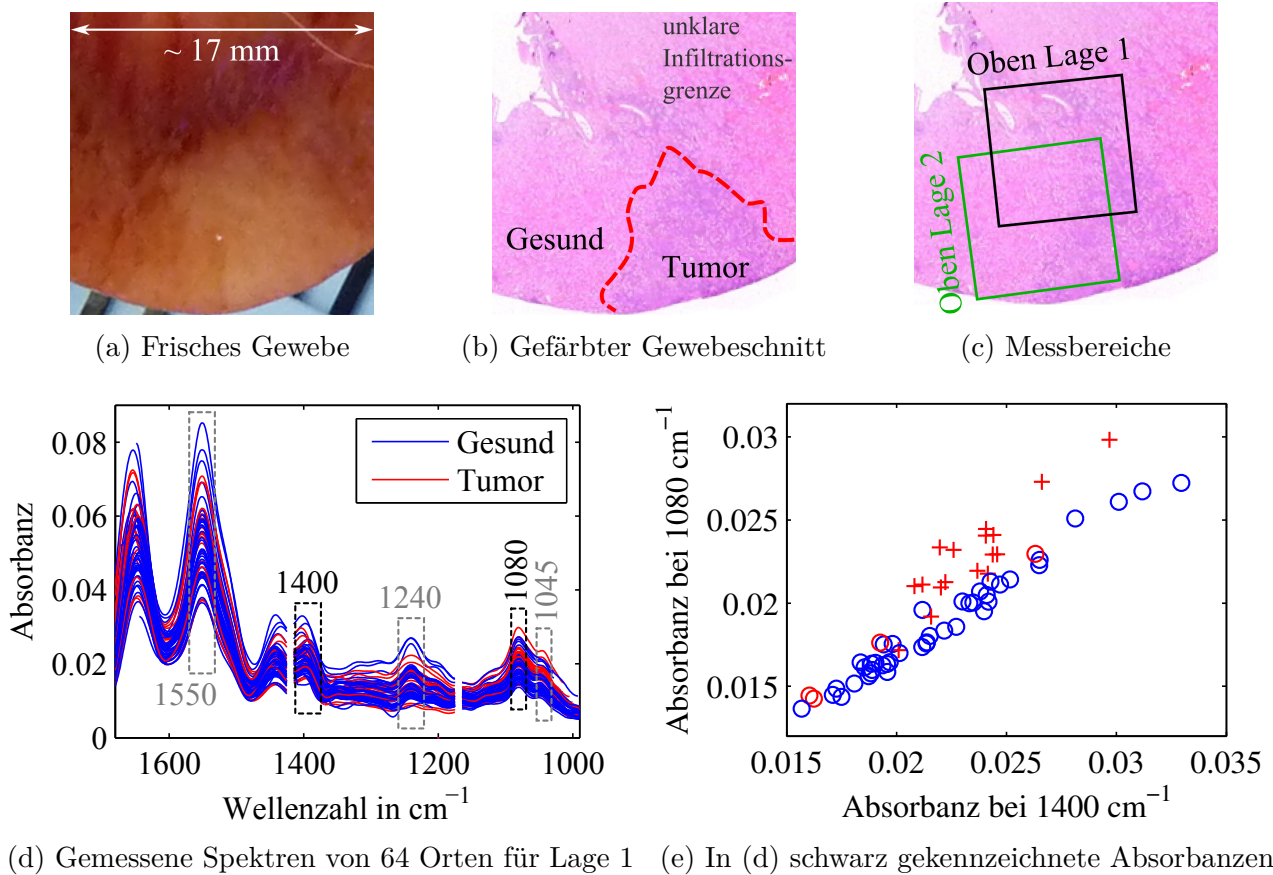 ~ 17 mm
unklare
Infiltrations-
grenze
Gesund
Tumor
Oben Lage 1
Oben Lage 2
(a) Frisches Gewebe
(b) Gefärbter Gewebeschnitt
(c) Messbereiche
Absorbanz
0.08
0.06
0.04
0.02
0
1600
1400
1200
1000
Wellenzahl in cm⁻¹
Gesund
Tumor
1550
1400
1240
1080
1045
Absorbanz bei 1080 cm⁻¹
0.03
0.025
0.02
0.015
0.015
0.02
0.025
0.03
0.035
Absorbanz bei 1400 cm⁻¹
(d) Gemessene Spektren von 64 Orten für Lage 1
(e) In (d) schwarz gekennzeichnete Absorbanzen